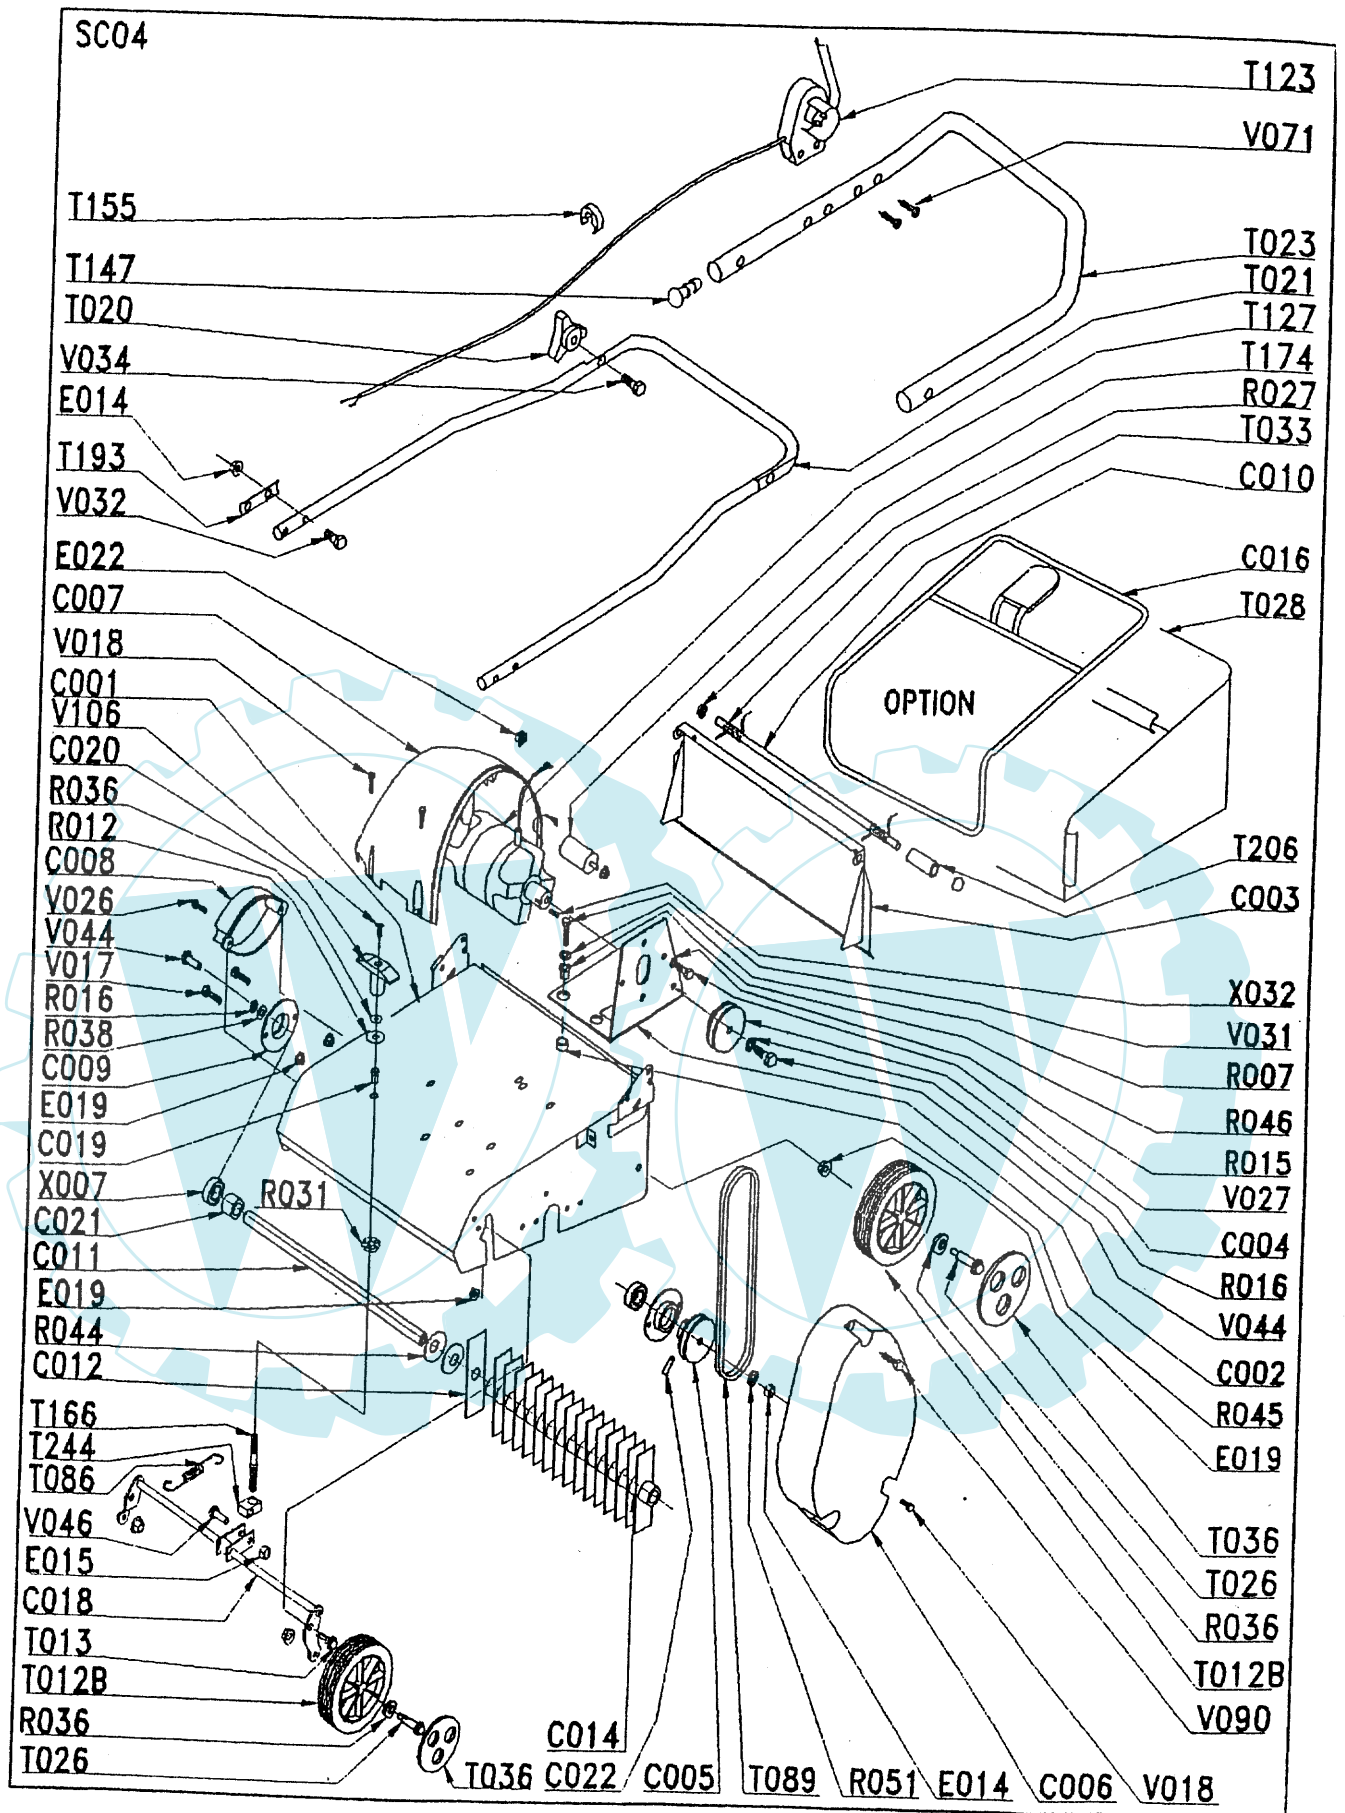 SC04
T123
V071
T155
T147
T020
V034
E014
T193
V032
E022
C007
V018
C001
V106
C020
R036
R012
C008
V026
V044
V017
R016
R038
C009
E019
C019
X007
C021
C011
E019
R044
C012
T166
T244
T086
V046
E015
C018
T013
T012B
R036
T026
T023
T021
T127
T174
R027
T033
C010
C016
T028
OPTION
T206
C003
X032
V031
R007
R046
R015
V027
C004
R016
V044
C002
R045
E019
T036
T026
R036
T012B
V090
R031
C014
T036 C022 C005 T089 R051 E014 C006 V018